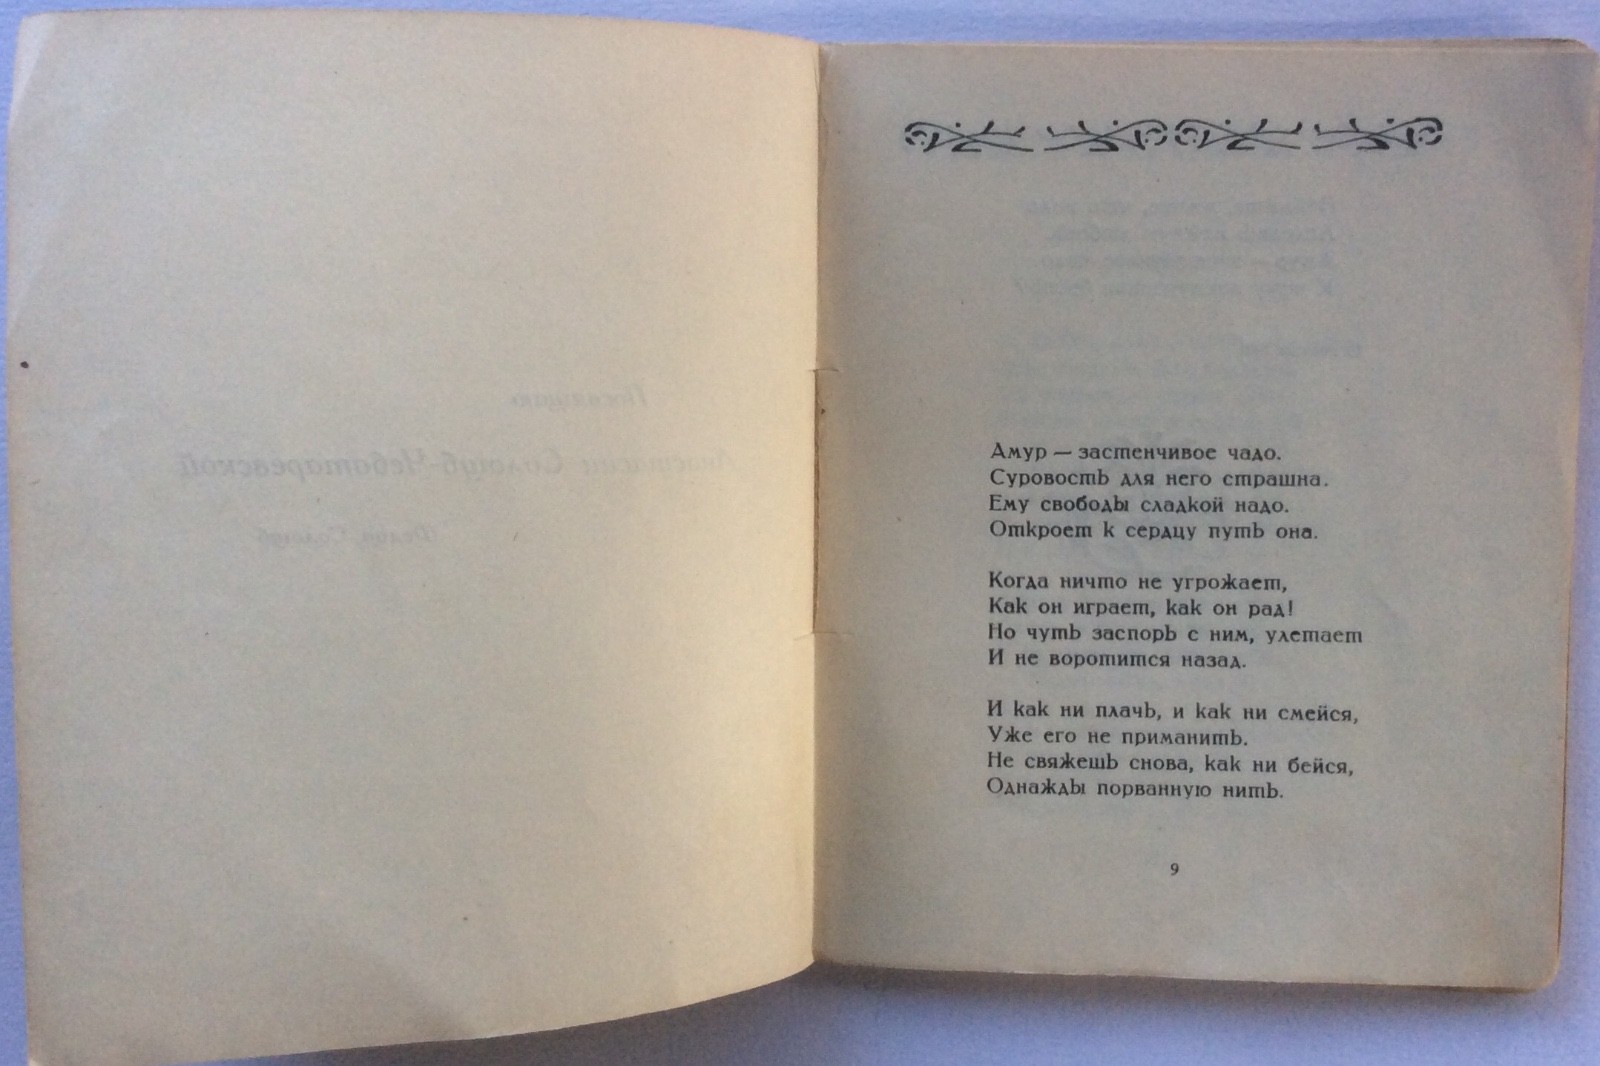 Амур — застенчивое чадо.
Суровость для него страшна.
Ему свободы сладкой надо.
Откроет к сердцу путь она.
Когда ничто не угрожает,
Как он играет, как он рад!
Но чуть заспорь с ним, улетает
И не воротится назад.
И как ни плачь, и как ни смейся,
Уже его не приманить.
Не свяжешь снова, как ни бейся,
Однажды порванную нить.
9